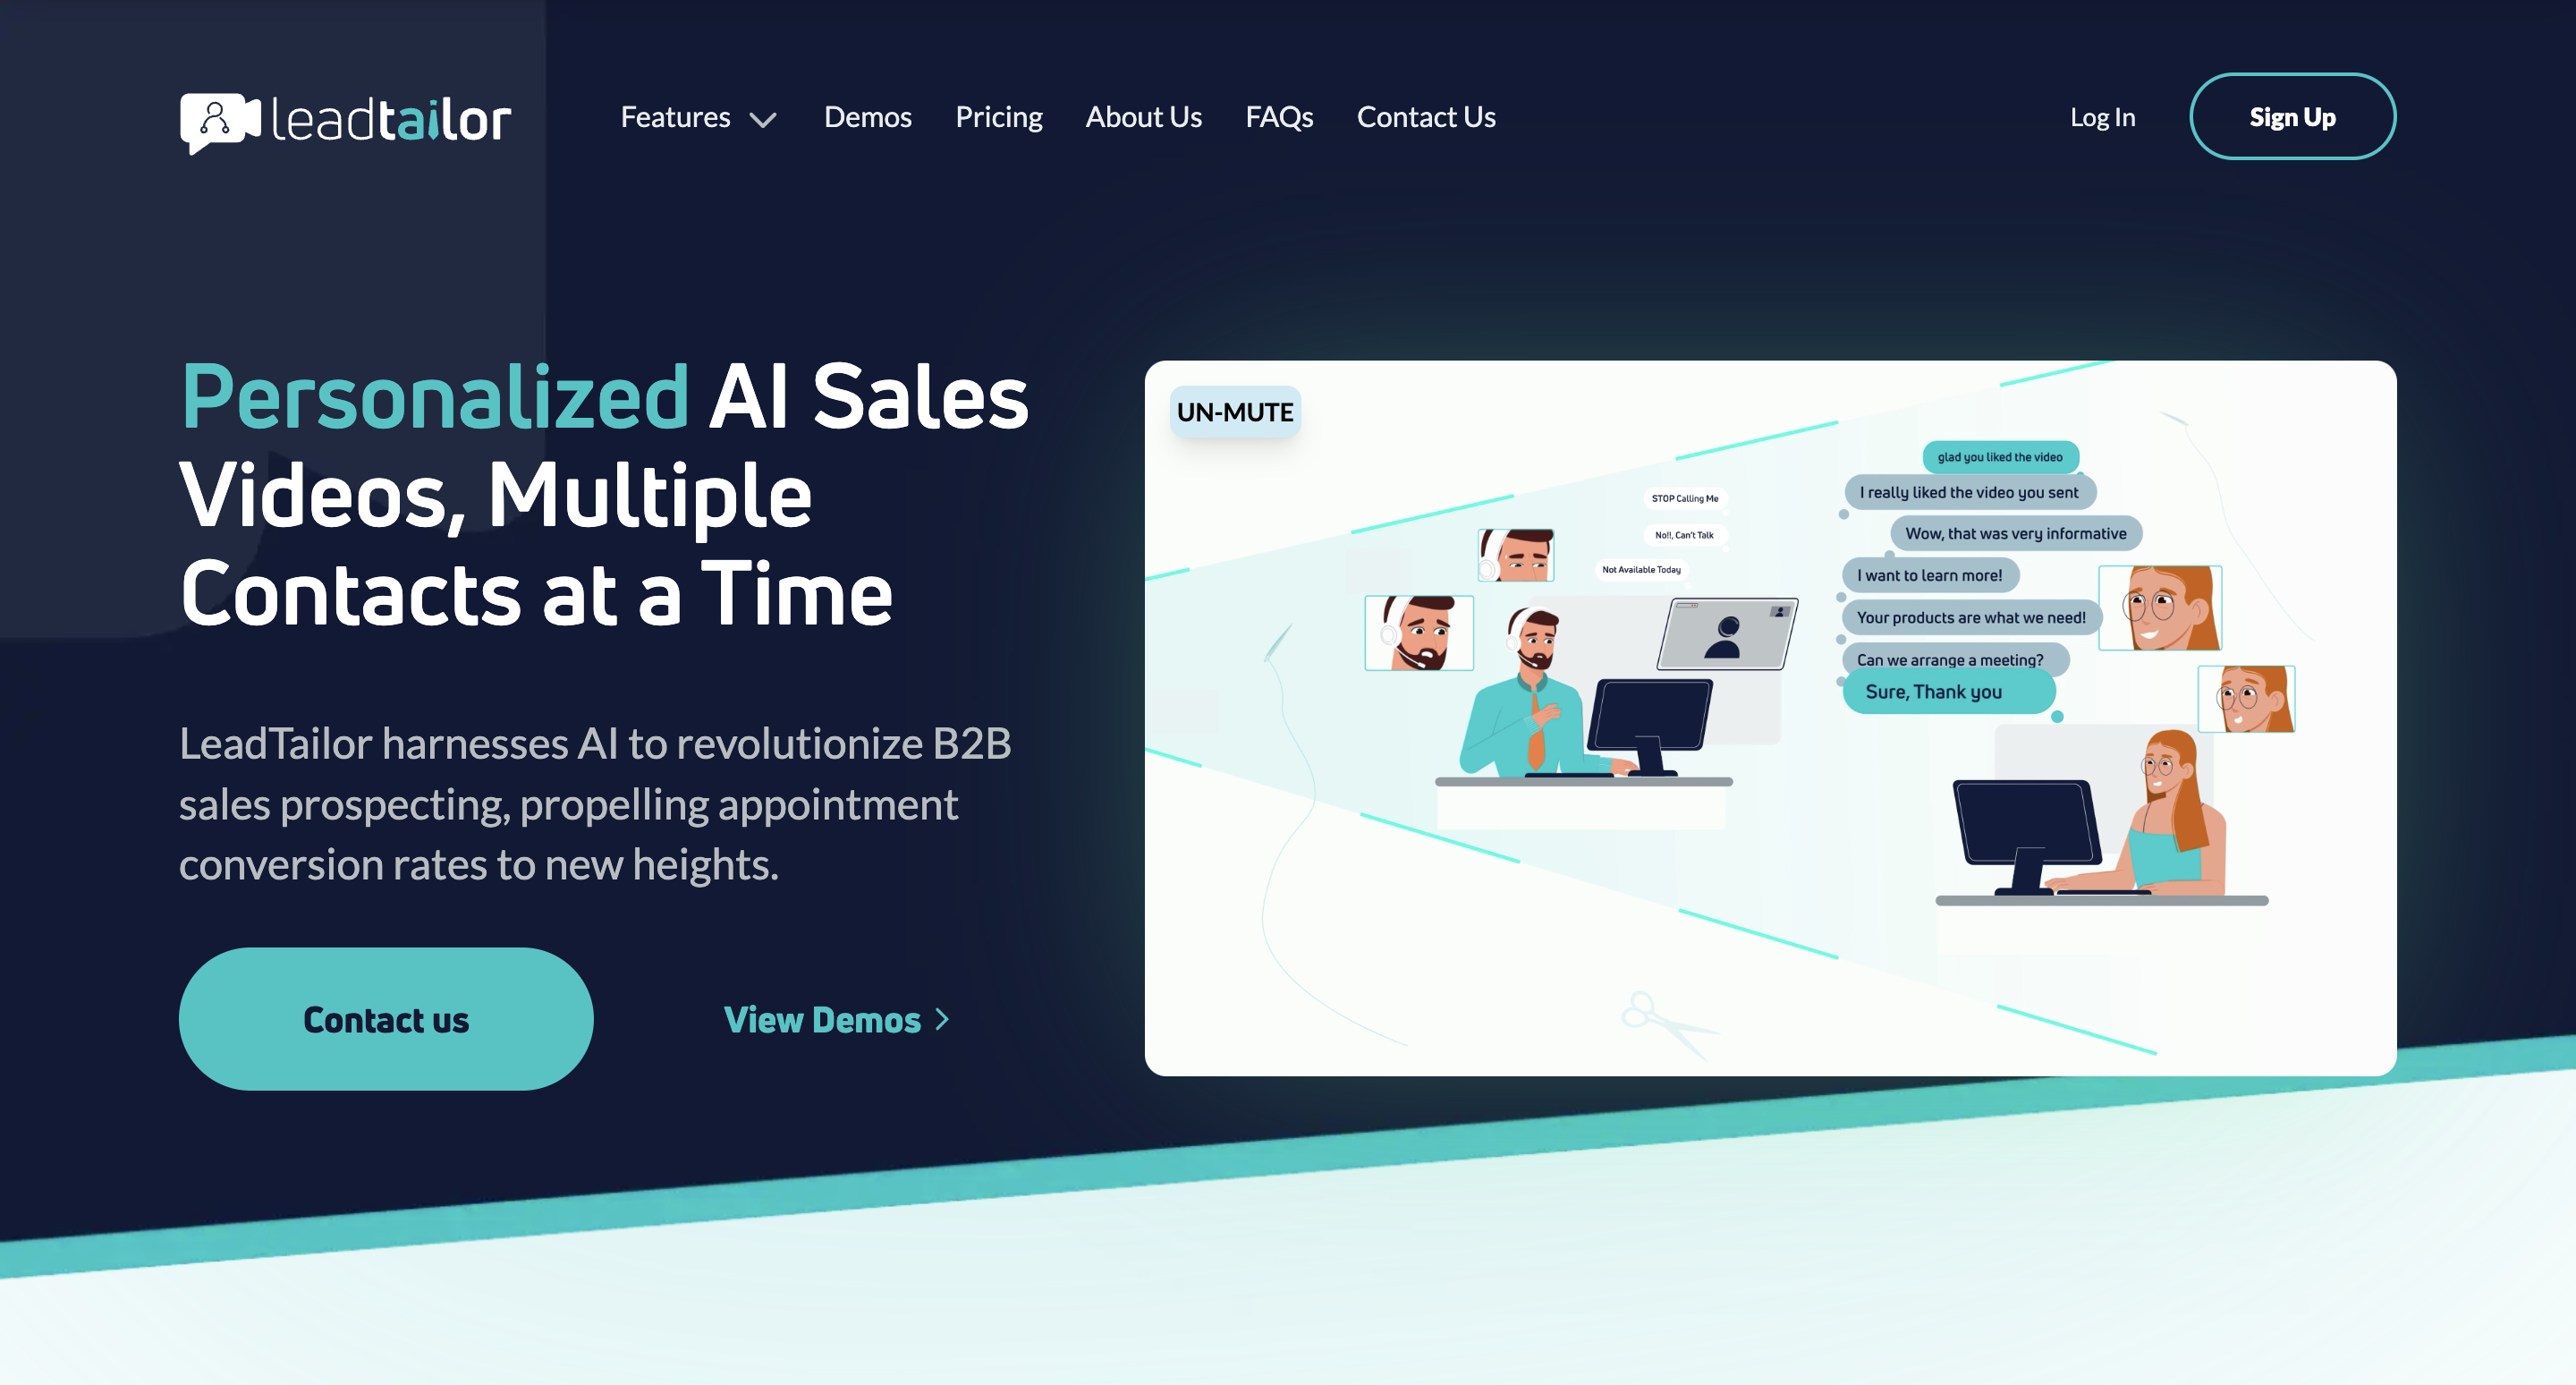 leadtailor
Features
Demos
Pricing
About Us
FAQs
Contact Us
Log In
Sign Up
Personalized AI Sales
Videos, Multiple
Contacts at a Time
LeadTailor harnesses AI to revolutionize B2B
sales prospecting, propelling appointment
conversion rates to new heights.
Contact us
View Demos
UN-MUTE
STOP Calling Me
No!!, Can't Talk
Not Available Today
glad you liked the video
I really liked the video you sent
Wow, that was very informative
I want to learn more!
Your products are what we need!
Can we arrange a meeting?
Sure, Thank you